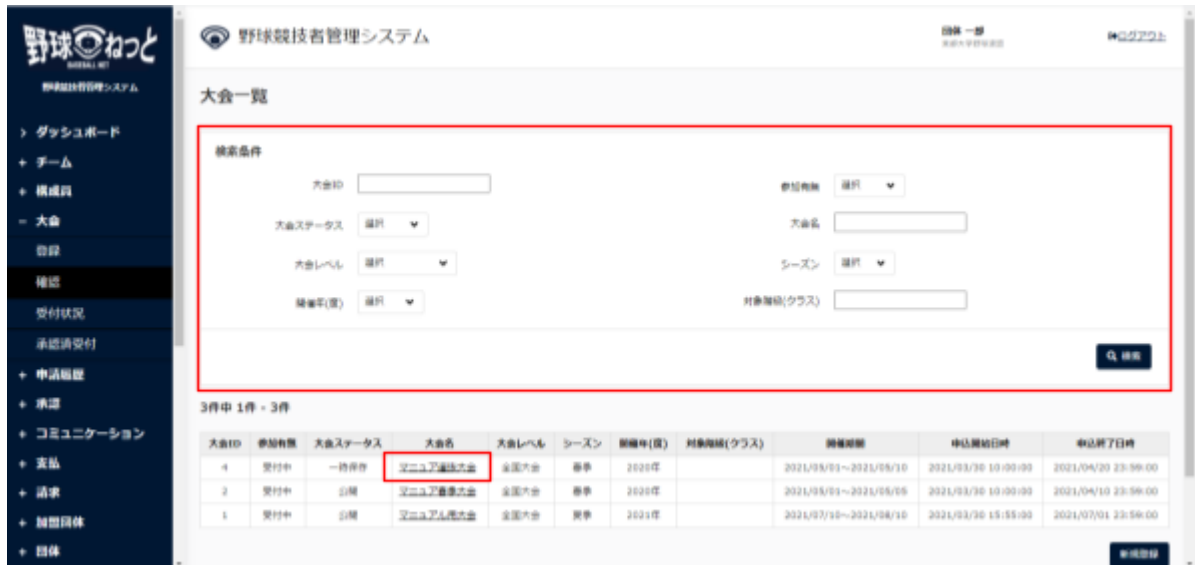 野球ねっと
BASEBALL NET
野球競技者管理システム
> ダッシュボード
+ チーム
+ 構成員
− 大会
登録
確認
受付状況
承認済受付
+ 申請履歴
+ 承認
+ コミュニケーション
+ 支払
+ 請求
+ 加盟団体
+ 団体
野球競技者管理システム
団体 一郎
ログアウト
大会一覧
検索条件
大会ID
参加有無 選択
大会ステータス 選択
大会名
大会レベル 選択
シーズン 選択
開催年(度) 選択
対象階級(クラス)
検索
3件中 1件 - 3件
大会ID 参加有無 大会ステータス 大会名 大会レベル シーズン 開催年(度) 対象階級(クラス) 開催期間 申込開始日時 申込終了日時
4 受付中 一時保存 マニュア選抜大会 全国大会 春季 2020年 2021/05/01~2021/05/10 2021/03/30 10:00:00 2021/04/20 23:59:00
2 受付中 公開 マニュア春季大会 全国大会 春季 2020年 2021/05/01~2021/05/05 2021/03/30 10:00:00 2021/04/10 23:59:00
1 受付中 公開 マニュアル用大会 全国大会 夏季 2021年 2021/07/10~2021/08/10 2021/03/30 15:55:00 2021/07/01 23:59:00
新規登録